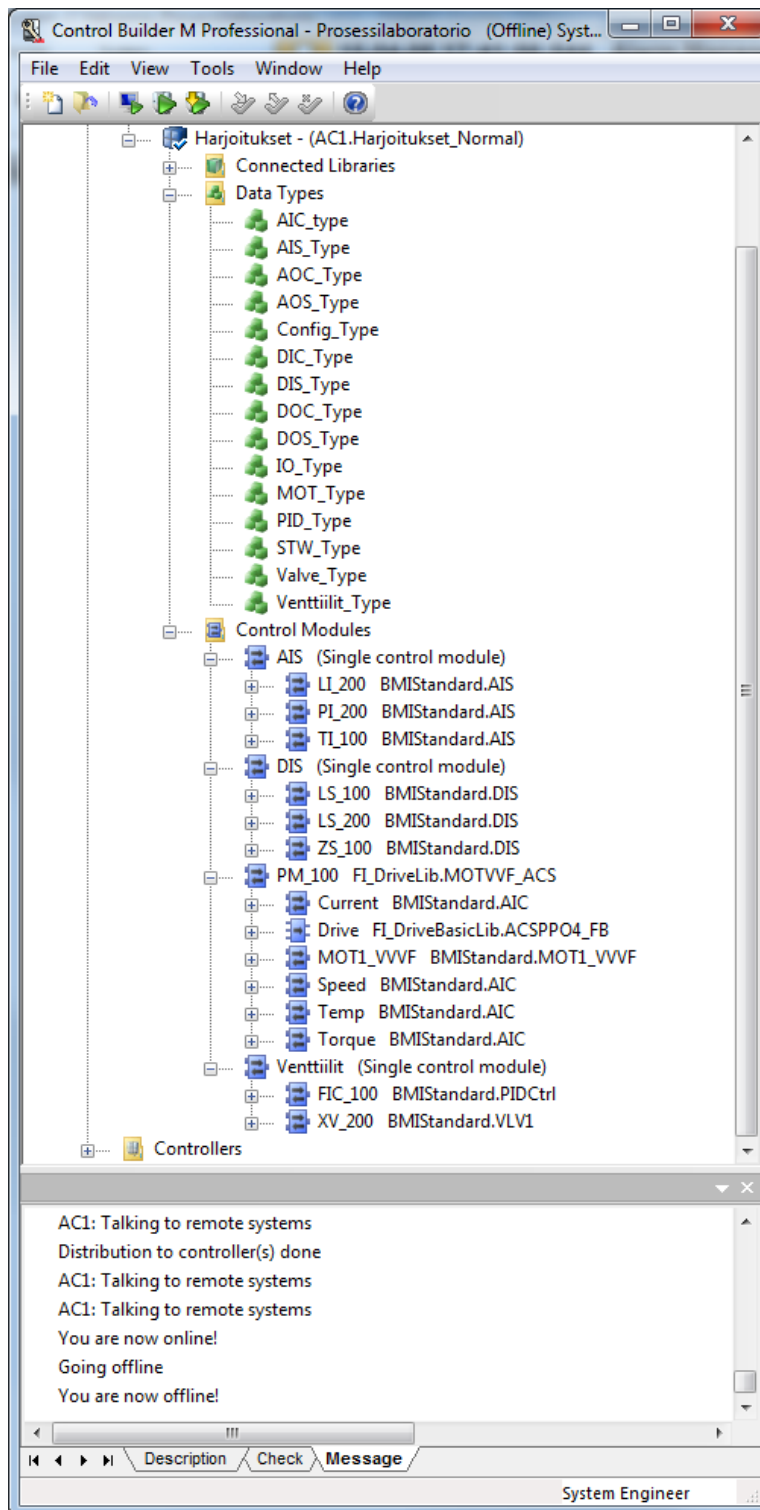 Control Builder M Professional - Prosessilaboratorio (Offline) Syst...
File Edit View Tools Window Help
Harjoitukset - (AC1.Harjoitukset_Normal)
Connected Libraries
Data Types
AIC_type
AIS_Type
AOC_Type
AOS_Type
Config_Type
DIC_Type
DIS_Type
DOC_Type
DOS_Type
IO_Type
MOT_Type
PID_Type
STW_Type
Valve_Type
Venttiilit_Type
Control Modules
AIS (Single control module)
LI_200 BMIStandard.AIS
PI_200 BMIStandard.AIS
TI_100 BMIStandard.AIS
DIS (Single control module)
LS_100 BMIStandard.DIS
LS_200 BMIStandard.DIS
ZS_100 BMIStandard.DIS
PM_100 FI_DriveLib.MOTVVF_ACS
Current BMIStandard.AIC
Drive FI_DriveBasicLib.ACSPPO4_FB
MOT1_VVVF BMIStandard.MOT1_VVVF
Speed BMIStandard.AIC
Temp BMIStandard.AIC
Torque BMIStandard.AIC
Venttiilit (Single control module)
FIC_100 BMIStandard.PIDCtrl
XV_200 BMIStandard.VLV1
Controllers
AC1: Talking to remote systems
Distribution to controller(s) done
AC1: Talking to remote systems
AC1: Talking to remote systems
You are now online!
Going offline
You are now offline!
Description Check Message
System Engineer